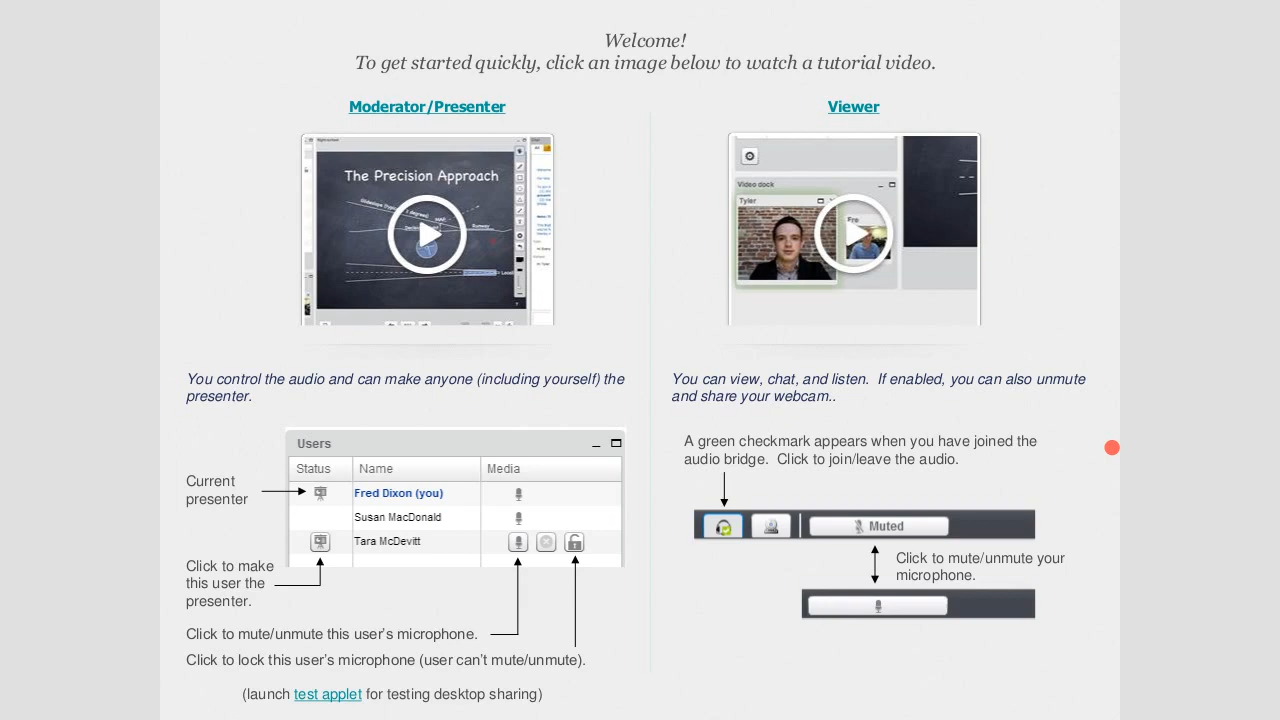 Welcome!
To get started quickly, click an image below to watch a tutorial video.
Moderator/Presenter
The Precision Approach
Runway
You control the audio and can make anyone (including yourself) the
presenter.
Users
Status Name Media
Current
presenter
Fred Dixon (you)
Susan MacDonald
Tara McDevitt
Click to make
this user the
presenter.
Click to mute/unmute this user's microphone.
Click to lock this user's microphone (user can't mute/unmute).
(launch test applet for testing desktop sharing)
Viewer
Video dock
Tyler
Fre
You can view, chat, and listen.  If enabled, you can also unmute
and share your webcam..
A green checkmark appears when you have joined the
audio bridge.  Click to join/leave the audio.
Muted
Click to mute/unmute your
microphone.